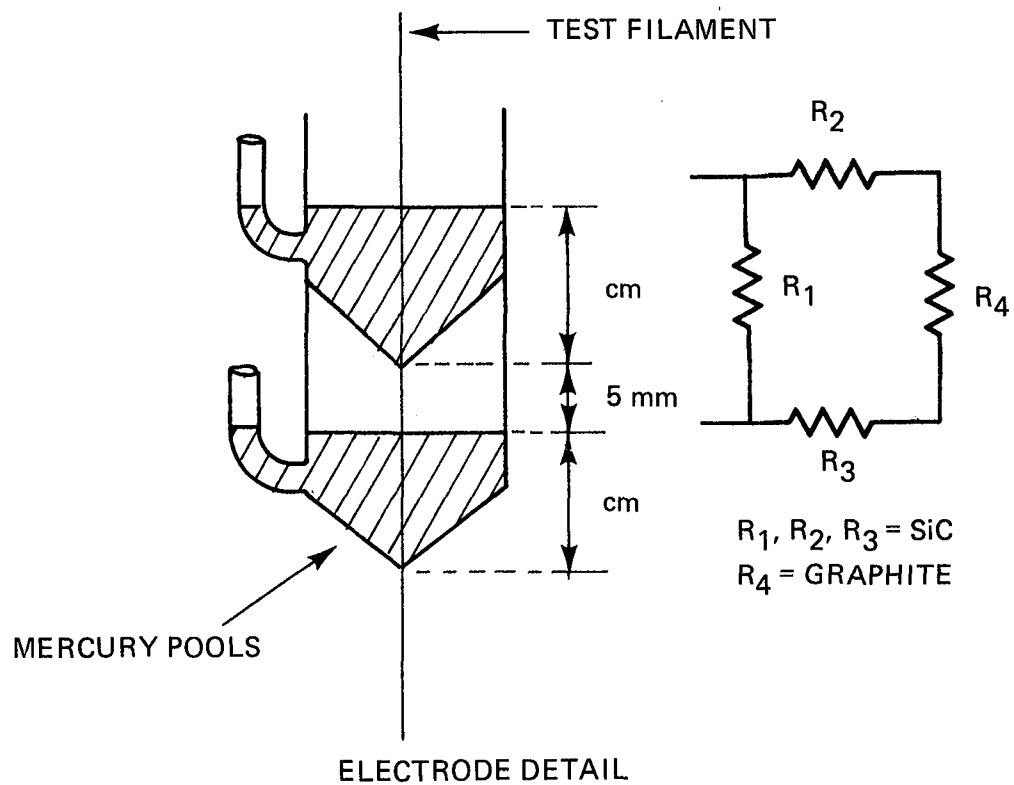 TEST FILAMENT
R2
cm
R1
R4
5 mm
R3
cm
R1, R2, R3 = SiC
R4 = GRAPHITE
MERCURY POOLS
ELECTRODE DETAIL